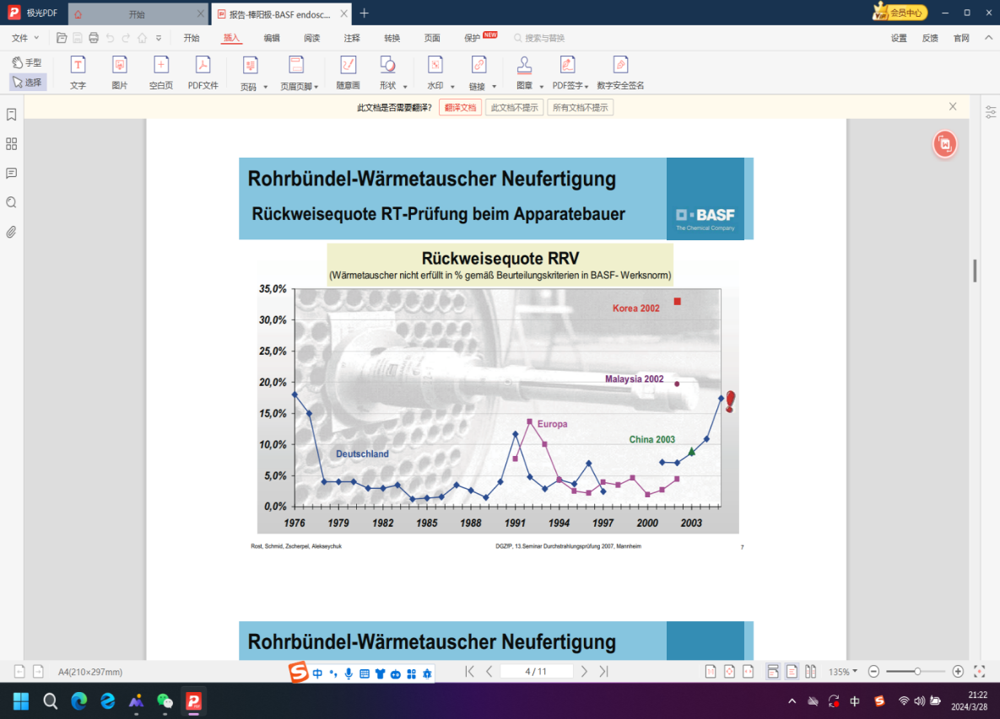 极光PDF
开始
报告-棒阳极-BASF endosc...
会员中心
文件
开始
插入
编辑
阅读
注释
转换
页面
保护
NEW
搜索与替换
设置
反馈
官网
手型
选择
文字
图片
空白页
PDF文件
页码
页眉页脚
随意画
形状
水印
链接
图章
PDF签字
数字安全签名
此文档是否需要翻译?
翻译文档
此文档不提示
所有文档不提示
Rohrbündel-Wärmetauscher Neufertigung
Rückweisequote RT-Prüfung beim Apparatebauer
BASF
The Chemical Company
Rückweisequote RRV
(Wärmetauscher nicht erfüllt in % gemäß Beurteilungskriterien in BASF- Werksnorm)
35,0%
30,0%
25,0%
20,0%
15,0%
10,0%
5,0%
0,0%
Korea 2002
Malaysia 2002
Europa
China 2003
Deutschland
1976 1979 1982 1985 1988 1991 1994 1997 2000 2003
Rost, Schmid, Zscherpel, Alekseychuk
DGZfP, 13.Seminar Durchstrahlungsprüfung 2007, Mannheim
7
Rohrbündel-Wärmetauscher Neufertigung
A4(210×297mm)
中
4/11
135%
中
21:22
2024/3/28